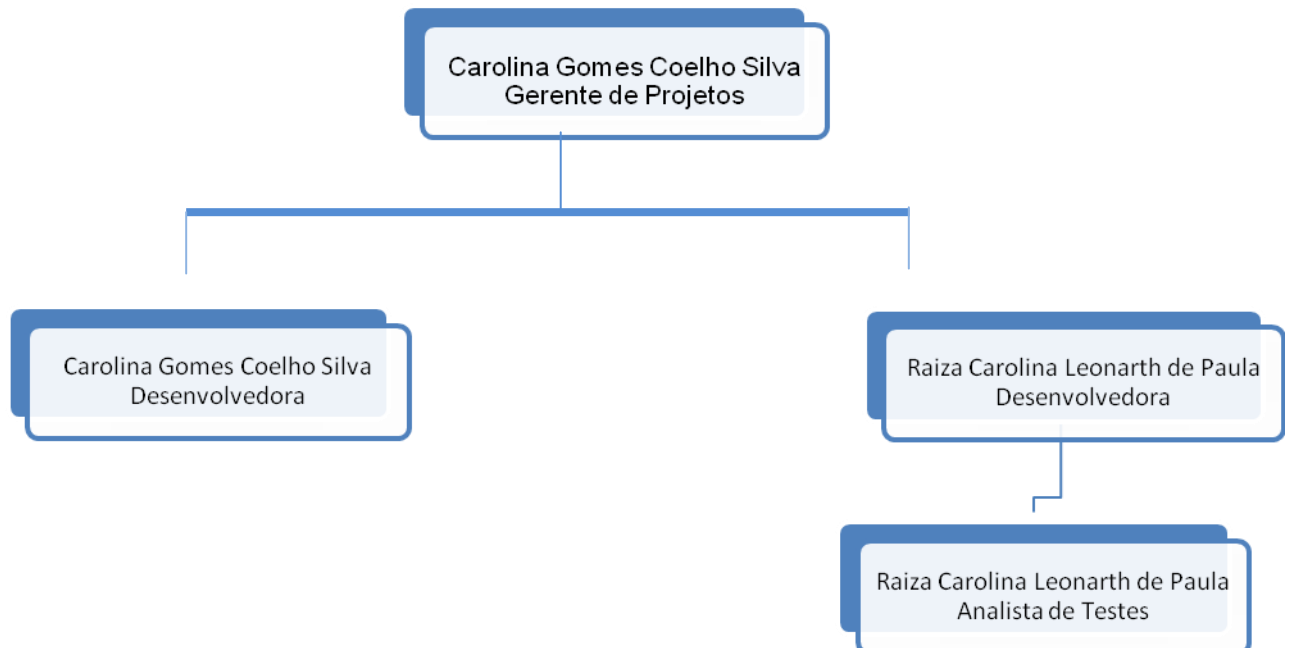 Carolina Gomes Coelho Silva
Gerente de Projetos
Carolina Gomes Coelho Silva
Desenvolvedora
Raiza Carolina Leonarth de Paula
Desenvolvedora
Raiza Carolina Leonarth de Paula
Analista de Testes